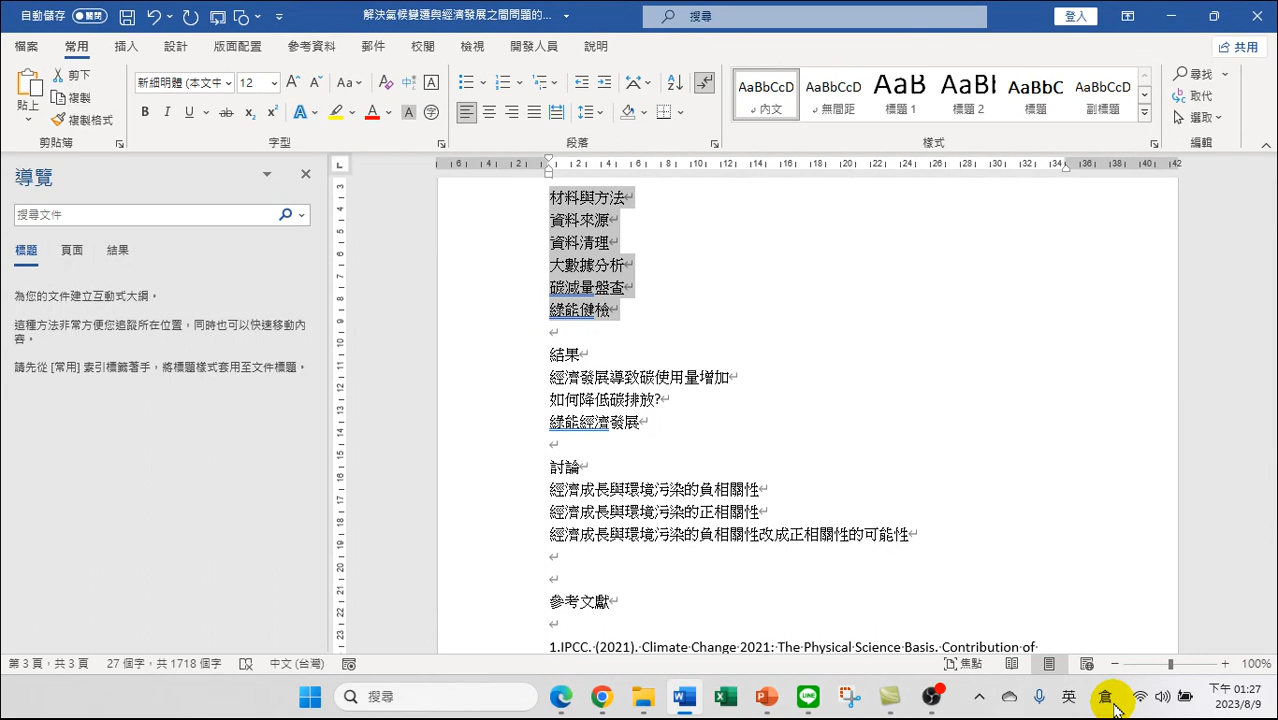 自動儲存 關閉 解決氣候變遷與經濟發展之間問題的... 搜尋 登入
檔案 常用 插入 設計 版面配置 參考資料 郵件 校閱 檢視 開發人員 說明 共用
貼上 剪下 複製 複製格式
新細明體 (本文中 12
AaBbCcD 內文 AaBbCcD 無間距 AaB 標題 1 AaBl 標題 2 AaBbC 標題 AaBbCcD 副標題
尋找 取代 選取
剪貼簿 字型 段落 樣式 編輯
導覽
搜尋文件
標題 頁面 結果
為您的文件建立互動式大綱。
這種方法非常方便您追蹤所在位置，同時也可以快速移動內容。
請先從 [常用] 索引標籤著手，將標題樣式套用至文件標題。
材料與方法
資料來源
資料清理
大數據分析
碳減量盤查
綠能健檢
結果
經濟發展導致碳使用量增加
如何降低碳排放?
綠能經濟發展
討論
經濟成長與環境污染的負相關性
經濟成長與環境污染的正相關性
經濟成長與環境污染的負相關性改成正相關性的可能性
參考文獻
1.IPCC. (2021). Climate Change 2021: The Physical Science Basis. Contribution of
第 3 頁，共 3 頁 27 個字，共 1718 個字 中文 (台灣) 焦點 100%
搜尋 英 倉 下午 01:27
2023/8/9